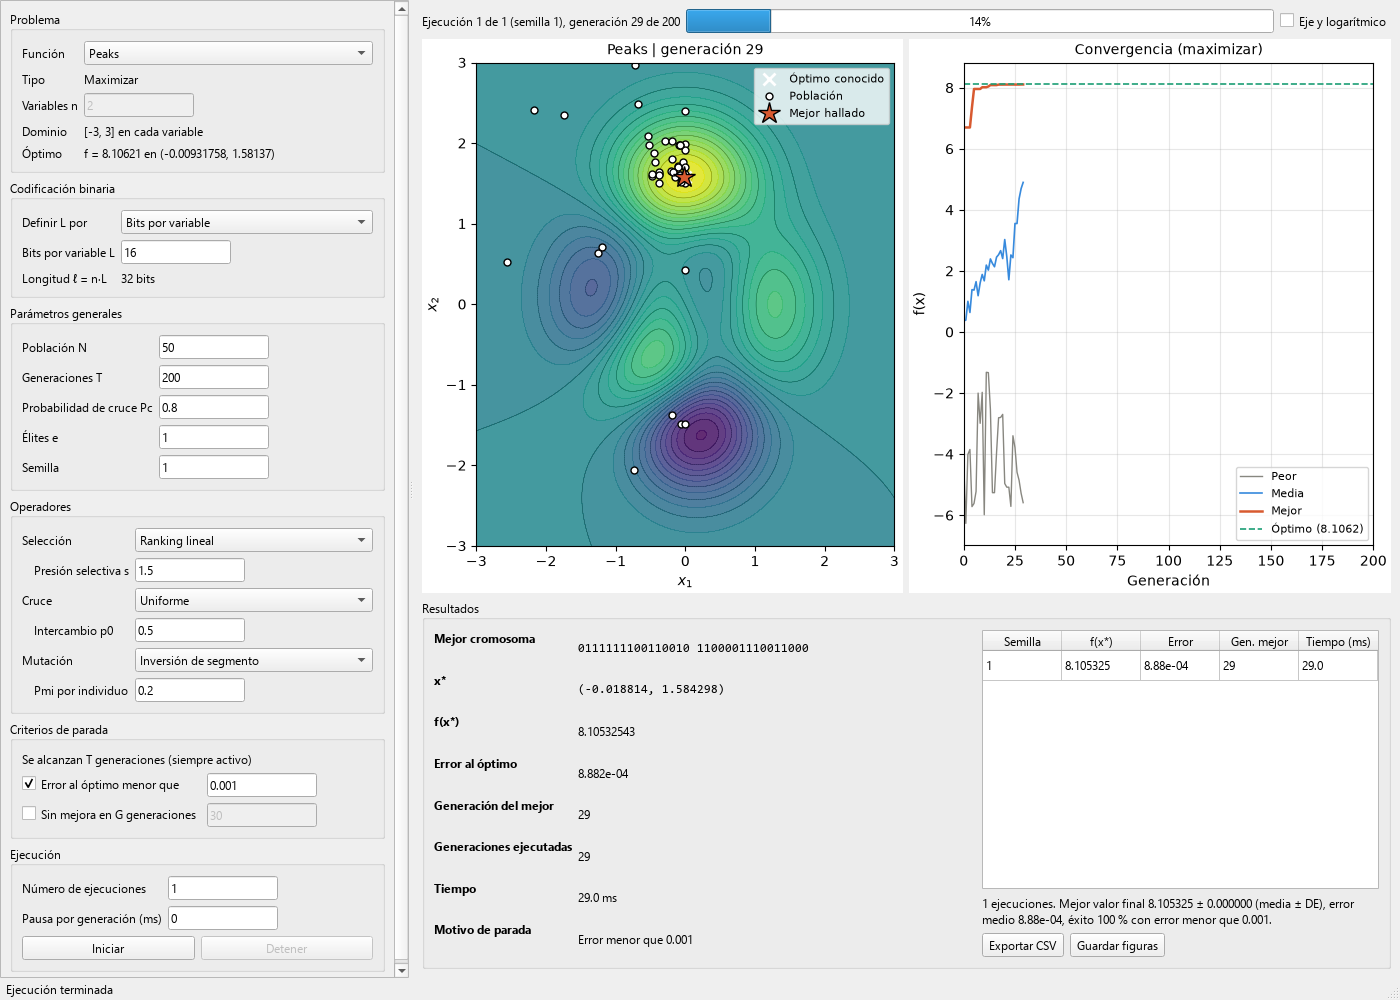 Problema
Función
Peaks
Tipo
Maximizar
Variables n
2
Dominio
[-3, 3] en cada variable
Óptimo
f = 8.10621 en (-0.00931758, 1.58137)
Codificación binaria
Definir L por
Bits por variable
Bits por variable L
16
Longitud ℓ = n·L
32 bits
Parámetros generales
Población N
50
Generaciones T
200
Probabilidad de cruce Pc
0.8
Élites e
1
Semilla
1
Operadores
Selección
Ranking lineal
Presión selectiva s
1.5
Cruce
Uniforme
Intercambio p0
0.5
Mutación
Inversión de segmento
Pmi por individuo
0.2
Criterios de parada
Se alcanzan T generaciones (siempre activo)
Error al óptimo menor que
0.001
Sin mejora en G generaciones
30
Ejecución
Número de ejecuciones
1
Pausa por generación (ms)
0
Iniciar
Detener
Ejecución terminada
Ejecución 1 de 1 (semilla 1), generación 29 de 200
14%
Eje y logarítmico
Peaks | generación 29
Óptimo conocido
Población
Mejor hallado
3
2
1
0
−1
−2
−3
x2
−3 −2 −1 0 1 2 3
x1
Convergencia (maximizar)
8
6
4
2
0
−2
−4
−6
f(x)
Peor
Media
Mejor
Óptimo (8.1062)
0 25 50 75 100 125 150 175 200
Generación
Resultados
Mejor cromosoma
0111111100110010 1100001110011000
x*
(-0.018814, 1.584298)
f(x*)
8.10532543
Error al óptimo
8.882e-04
Generación del mejor
29
Generaciones ejecutadas
29
Tiempo
29.0 ms
Motivo de parada
Error menor que 0.001
Semilla f(x*) Error Gen. mejor Tiempo (ms)
1 8.105325 8.88e-04 29 29.0
1 ejecuciones. Mejor valor final 8.105325 ± 0.000000 (media ± DE), error
medio 8.88e-04, éxito 100 % con error menor que 0.001.
Exportar CSV
Guardar figuras